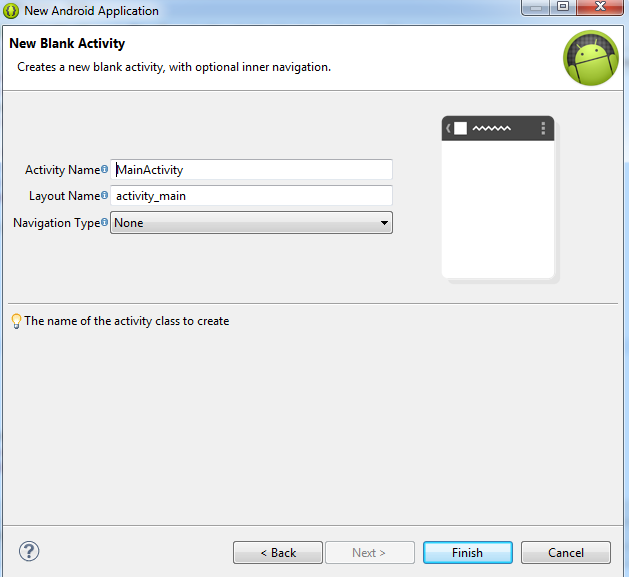 New Android Application
New Blank Activity
Creates a new blank activity, with optional inner navigation.
Activity Name
MainActivity
Layout Name
activity_main
Navigation Type
None
The name of the activity class to create
?
< Back
Next >
Finish
Cancel